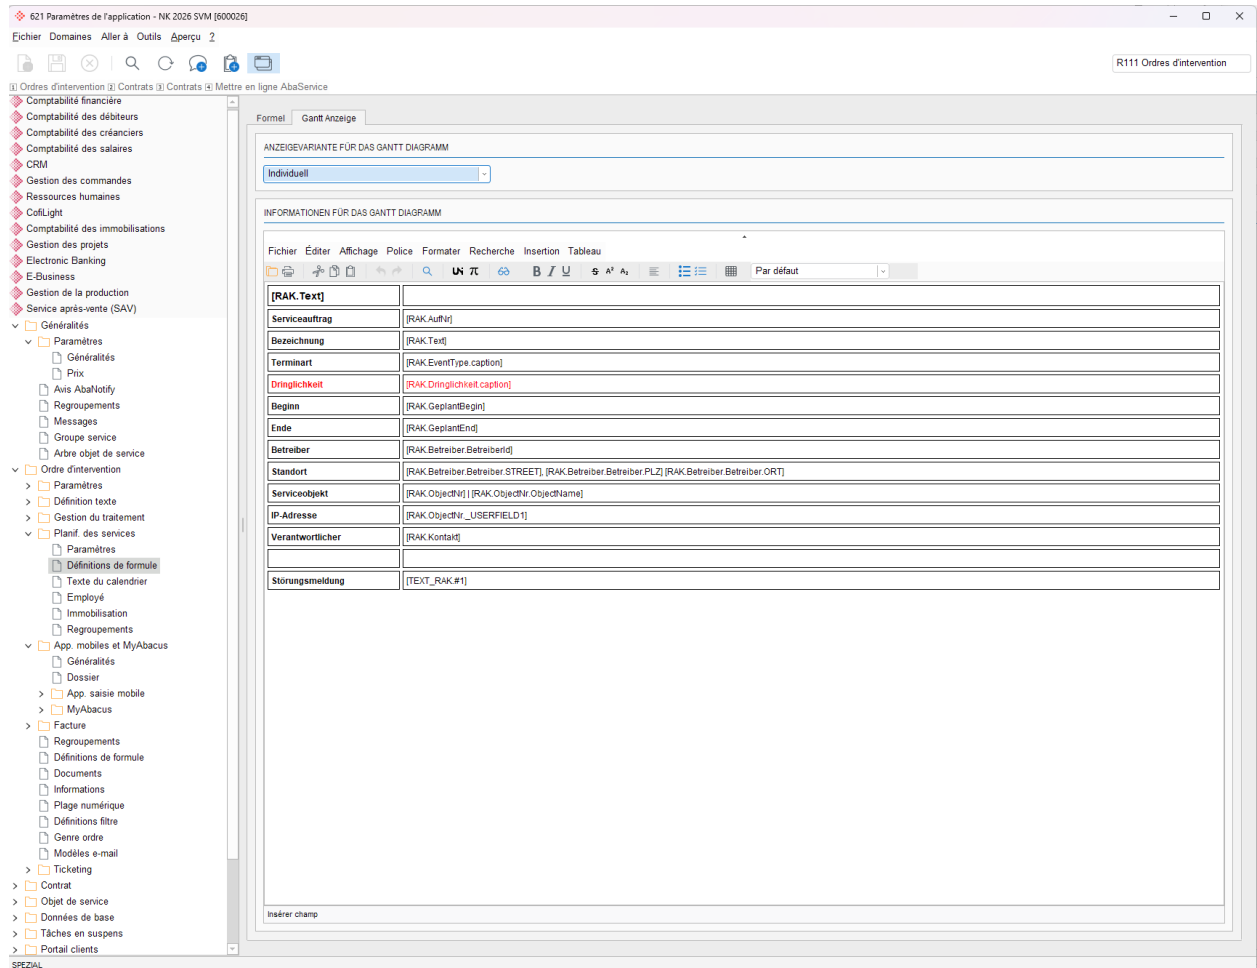 621 Paramètres de l'application - NK 2026 SVM [600026]
Fichier Domaines Aller à Outils Aperçu ?
R111 Ordres d'intervention
1 Ordres d'intervention 2 Contrats 3 Contrats 4 Mettre en ligne AbaService
Comptabilité financière
Comptabilité des débiteurs
Comptabilité des créanciers
Comptabilité des salaires
CRM
Gestion des commandes
Ressources humaines
CofiLight
Comptabilité des immobilisations
Gestion des projets
Electronic Banking
E-Business
Gestion de la production
Service après-vente (SAV)
Généralités
Paramètres
Généralités
Prix
Avis AbaNotify
Regroupements
Messages
Groupe service
Arbre objet de service
Ordre d'intervention
Paramètres
Définition texte
Gestion du traitement
Planif. des services
Paramètres
Définitions de formule
Texte du calendrier
Employé
Immobilisation
Regroupements
App. mobiles et MyAbacus
Généralités
Dossier
App. saisie mobile
MyAbacus
Facture
Regroupements
Définitions de formule
Documents
Informations
Plage numérique
Définitions filtre
Genre ordre
Modèles e-mail
Ticketing
Contrat
Objet de service
Données de base
Tâches en suspens
Portail clients
Formel Gantt Anzeige
ANZEIGEVARIANTE FÜR DAS GANTT DIAGRAMM
Individuell
INFORMATIONEN FÜR DAS GANTT DIAGRAMM
Fichier Éditer Affichage Police Formater Recherche Insertion Tableau
B I U S A² A₂ Par défaut
[RAK.Text]
Serviceauftrag [RAK.AufNr]
Bezeichnung [RAK.Text]
Terminart [RAK.EventType.caption]
Dringlichkeit [RAK.Dringlichkeit.caption]
Beginn [RAK.GeplantBegin]
Ende [RAK.GeplantEnd]
Betreiber [RAK.Betreiber.BetreiberId]
Standort [RAK.Betreiber.Betreiber.STREET], [RAK.Betreiber.Betreiber.PLZ] [RAK.Betreiber.Betreiber.ORT]
Serviceobjekt [RAK.ObjectNr] | [RAK.ObjectNr.ObjectName]
IP-Adresse [RAK.ObjectNr._USERFIELD1]
Verantwortlicher [RAK.Kontakt]
Störungsmeldung [TEXT_RAK.#1]
Insérer champ
SPEZIAL